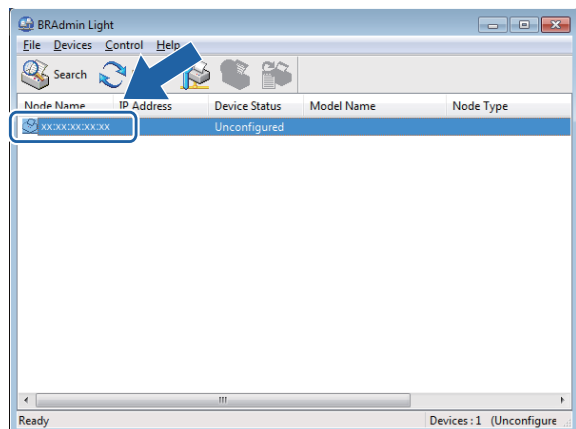 BRAdmin Light
File Devices Control Help
Search
Node Name IP Address Device Status Model Name Node Type
xx:xx:xx:xx:xx Unconfigured
Ready Devices : 1 (Unconfigure